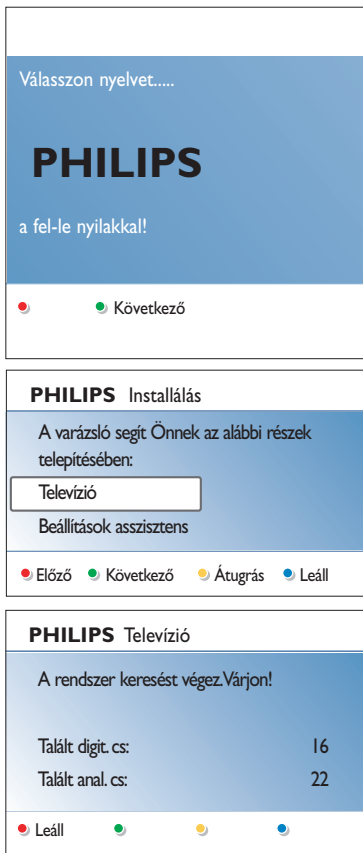 Válasszon nyelvet.....
PHILIPS
a fel-le nyilakkal!
Következő
PHILIPS Installálás
A varázsló segít Önnek az alábbi részek
telepítésében:
Televízió
Beállítások asszisztens
Előző Következő Átugrás Leáll
PHILIPS Televízió
A rendszer keresést végez.Várjon!
Talált digit. cs: 16
Talált anal. cs: 22
Leáll